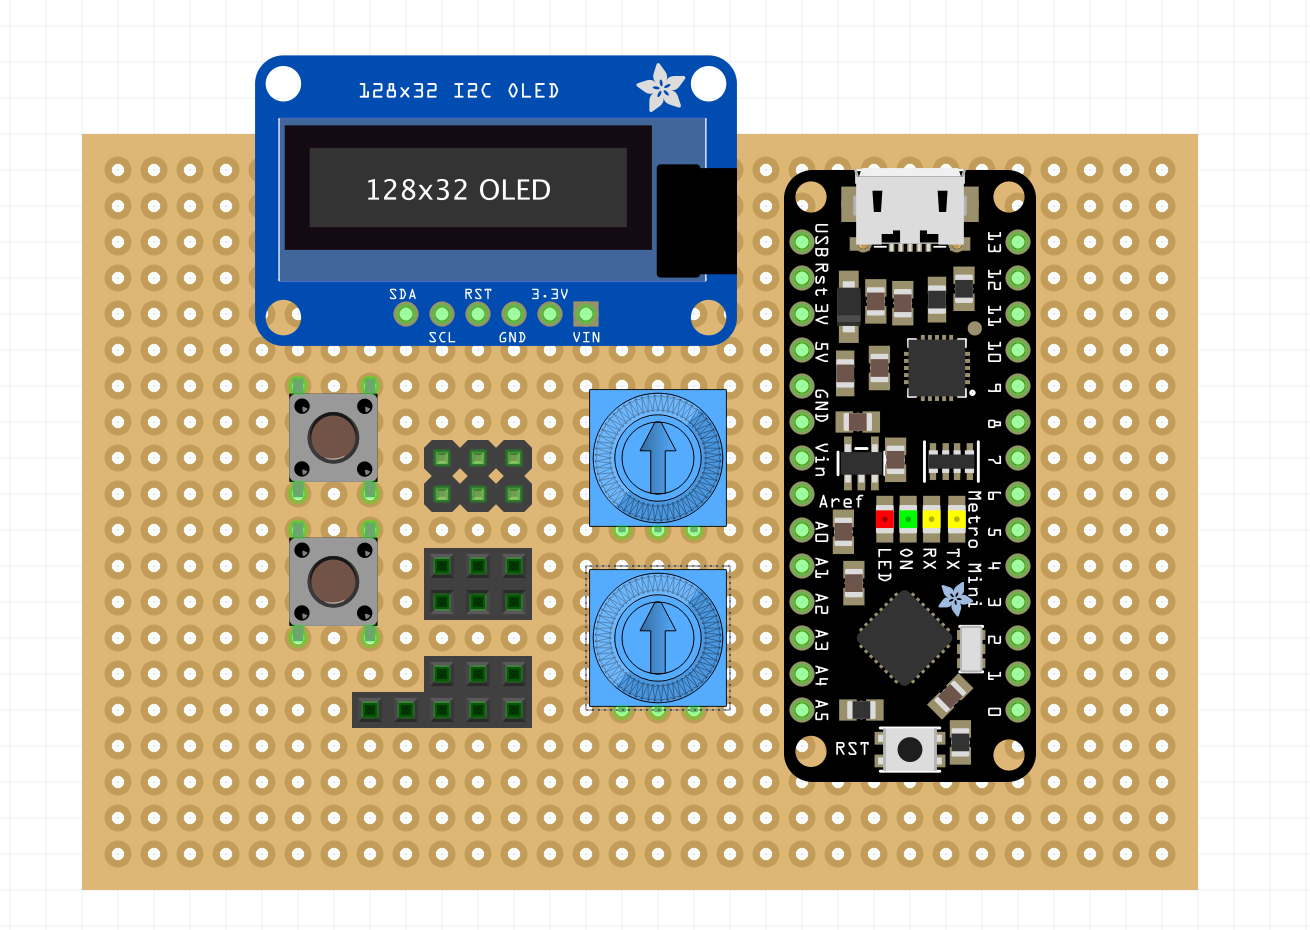 128x32 I2C OLED
128x32 OLED
SDA RST 3.3V
SCL GND VIN
USB
Rst
3V
5V
GND
Vin
Aref
A0
A1
A2
A3
A4
A5
13
12
11
10
9
8
7
6
5
4
3
2
1
0
LED
ON
RX
TX
Metro Mini
RST